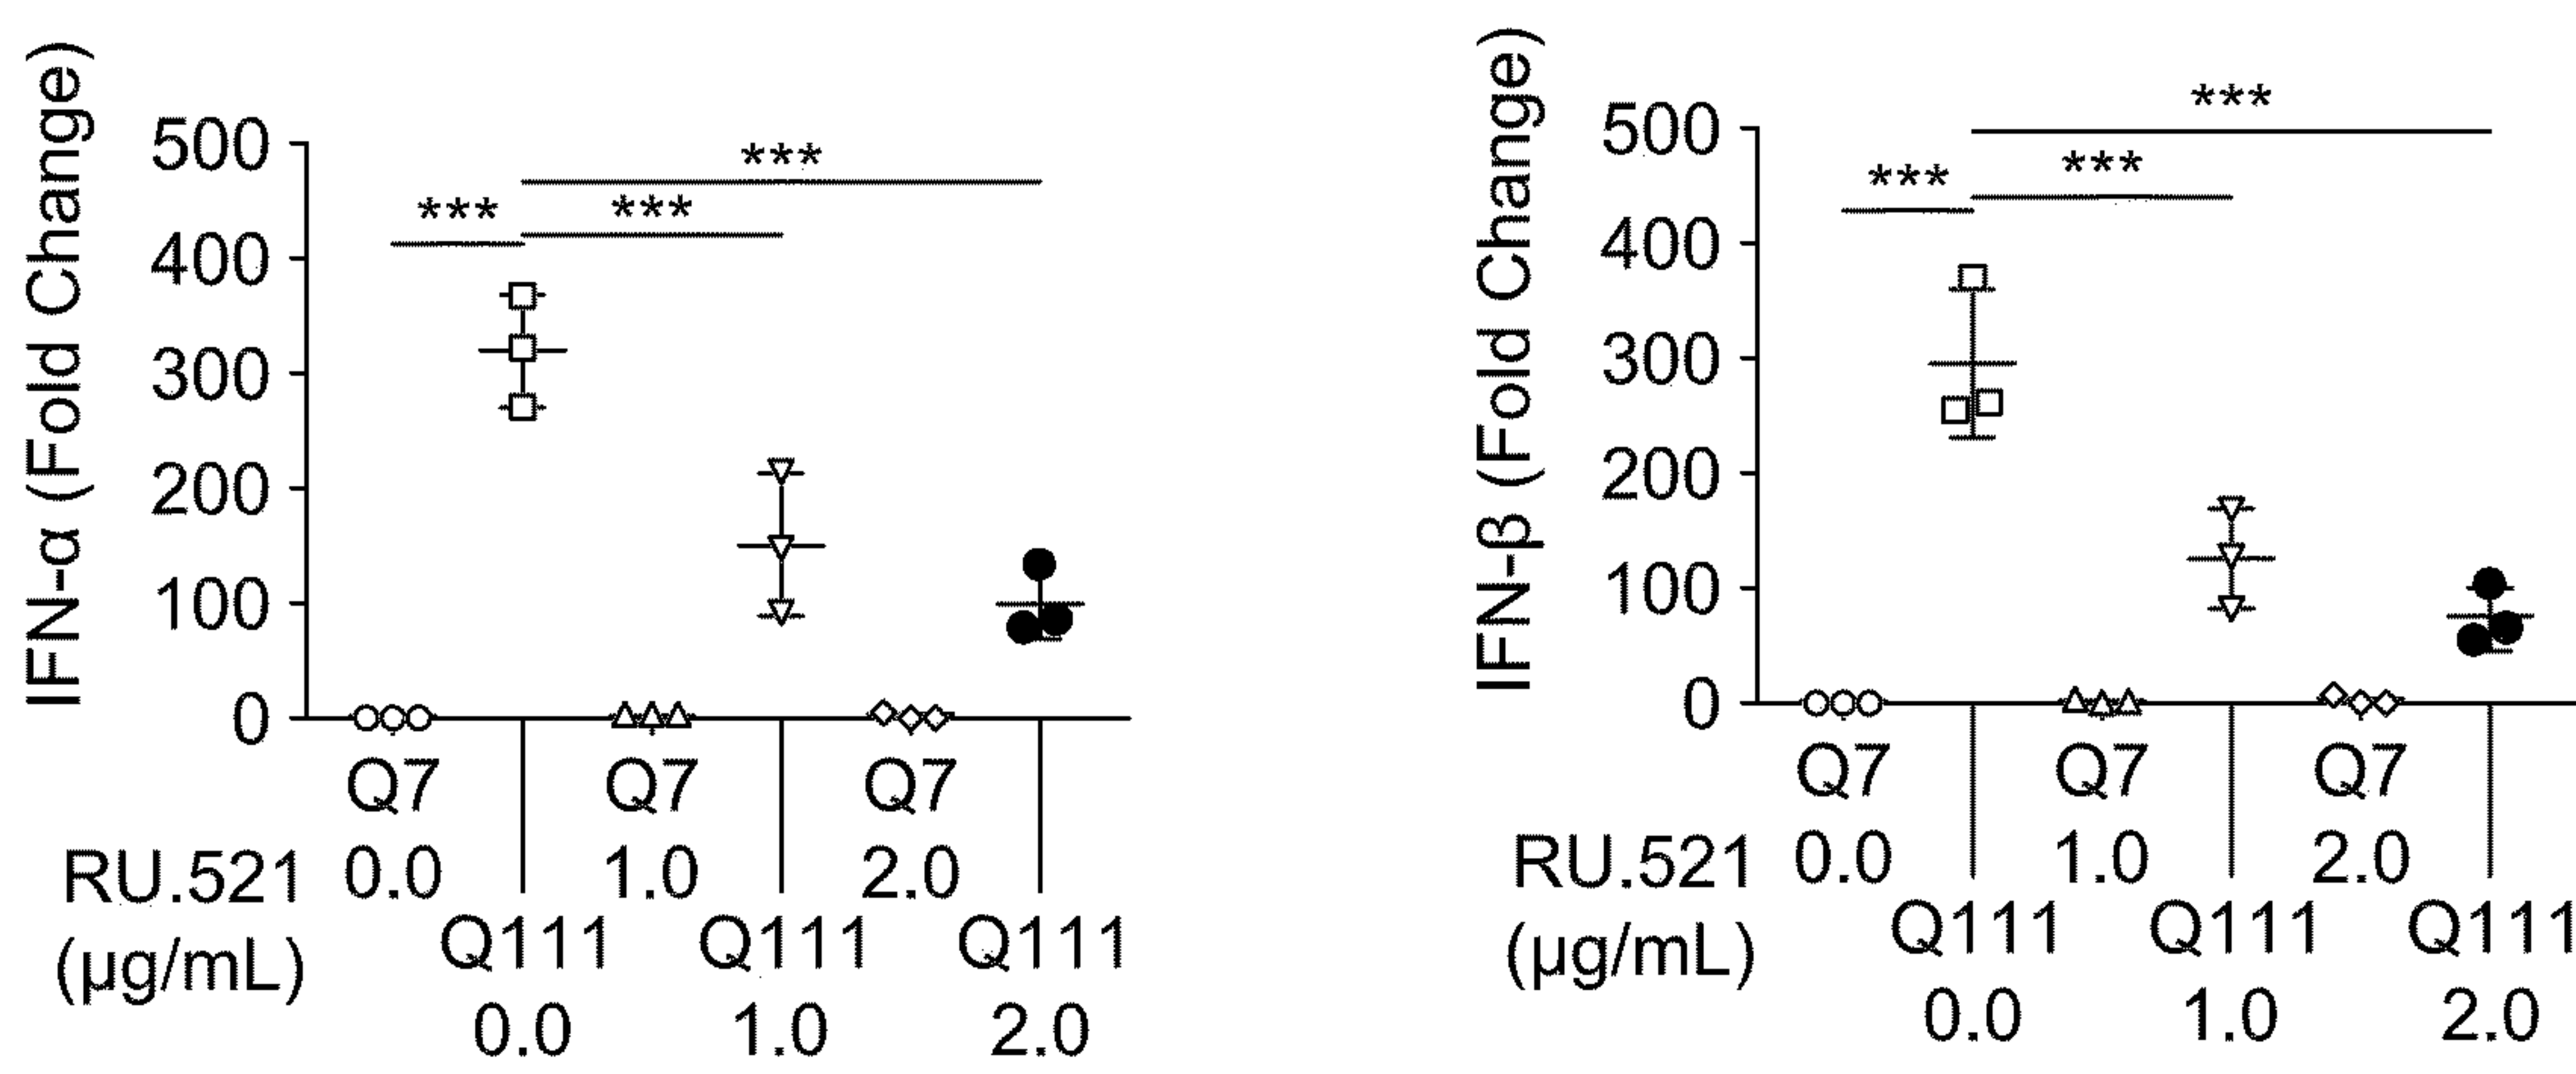 IFN-α (Fold Change)
500
400
300
200
100
0
***
***
***
Q7 Q7 Q7
RU.521 0.0 1.0 2.0
(µg/mL) Q111 Q111 Q111
0.0 1.0 2.0
IFN-β (Fold Change)
500
400
300
200
100
0
***
***
***
Q7 Q7 Q7
RU.521 0.0 1.0 2.0
(µg/mL) Q111 Q111 Q111
0.0 1.0 2.0